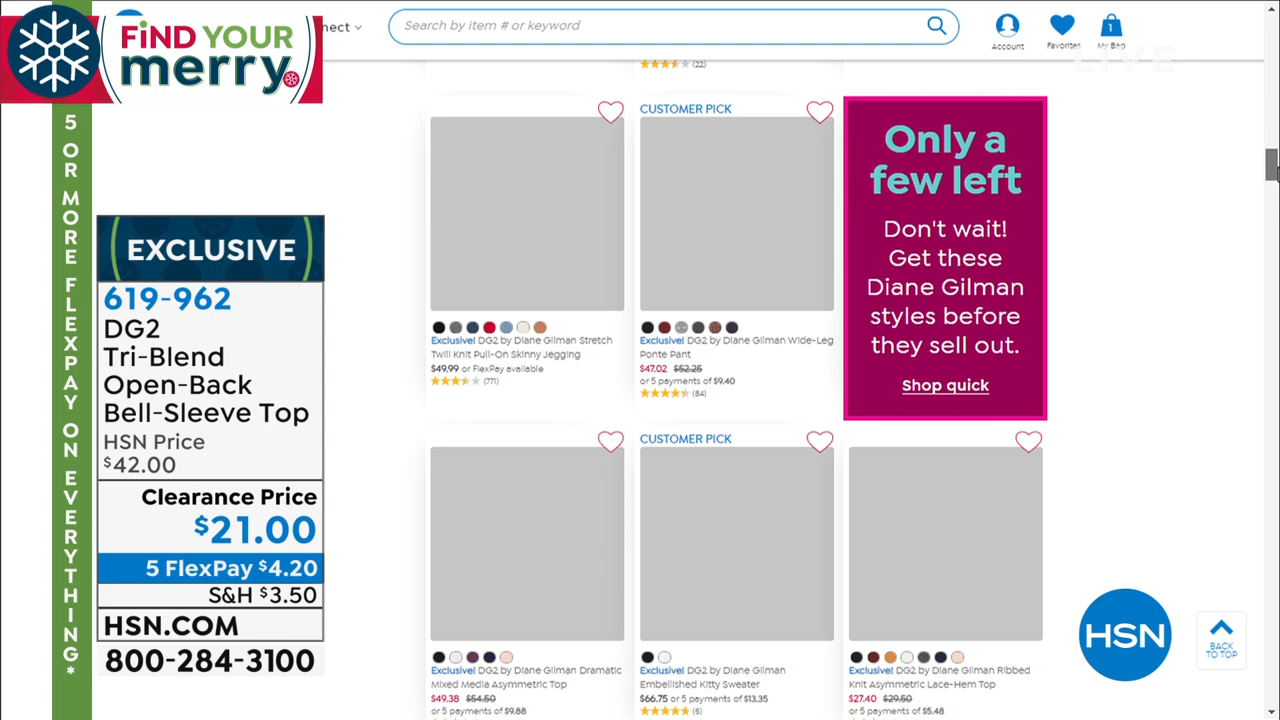 FiND YOUR
merry
nect
Search by item # or keyword
Account
Favorites
1
My Bag
LIVE
5 OR MORE FLEXPAY ON EVERYTHING*
EXCLUSIVE
619-962
DG2
Tri-Blend
Open-Back
Bell-Sleeve Top
HSN Price
$42.00
Clearance Price
$21.00
5 FlexPay $4.20
S&H $3.50
HSN.COM
800-284-3100
(22)
Exclusive! DG2 by Diane Gilman Stretch
Twill Knit Pull-On Skinny Jegging
$49.99 or FlexPay available
(771)
CUSTOMER PICK
Exclusive! DG2 by Diane Gilman Wide-Leg
Ponte Pant
$47.02 $52.25
or 5 payments of $9.40
(84)
Only a
few left
Don't wait!
Get these
Diane Gilman
styles before
they sell out.
Shop quick
Exclusive! DG2 by Diane Gilman Dramatic
Mixed Media Asymmetric Top
$49.38 $54.50
or 5 payments of $9.88
CUSTOMER PICK
Exclusive! DG2 by Diane Gilman
Embellished Kitty Sweater
$66.75 or 5 payments of $13.35
(6)
Exclusive! DG2 by Diane Gilman Ribbed
Knit Asymmetric Lace-Hem Top
$27.40 $29.50
or 5 payments of $5.48
HSN
BACK
TO TOP